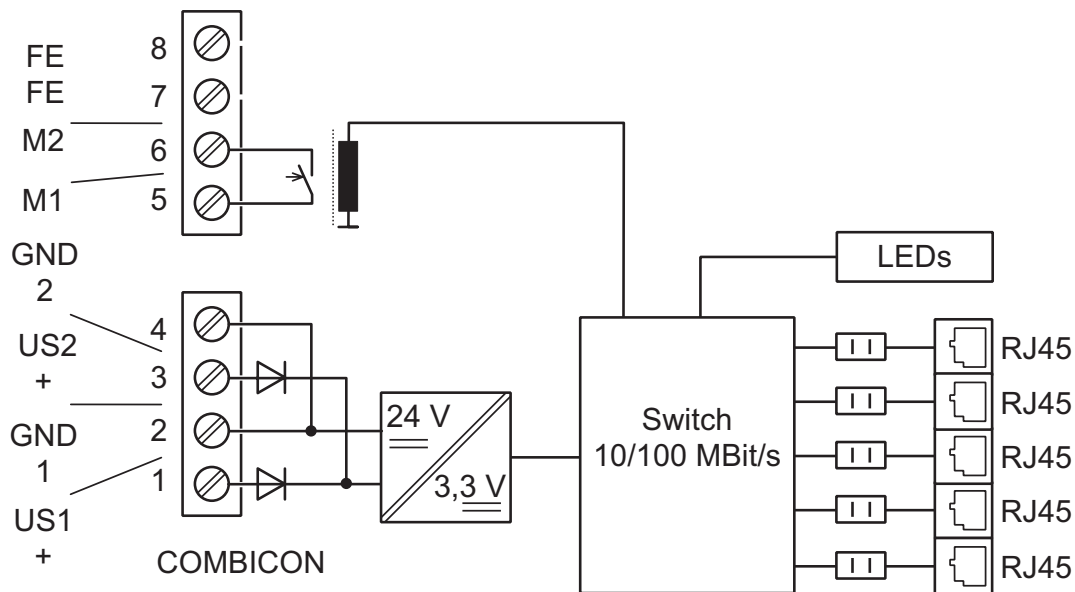 FE
FE
M2
M1
8
7
6
5
GND
2
US2
+
GND
1
US1
+
4
3
2
1
COMBICON
24 V
3,3 V
Switch
10/100 MBit/s
LEDs
RJ45
RJ45
RJ45
RJ45
RJ45